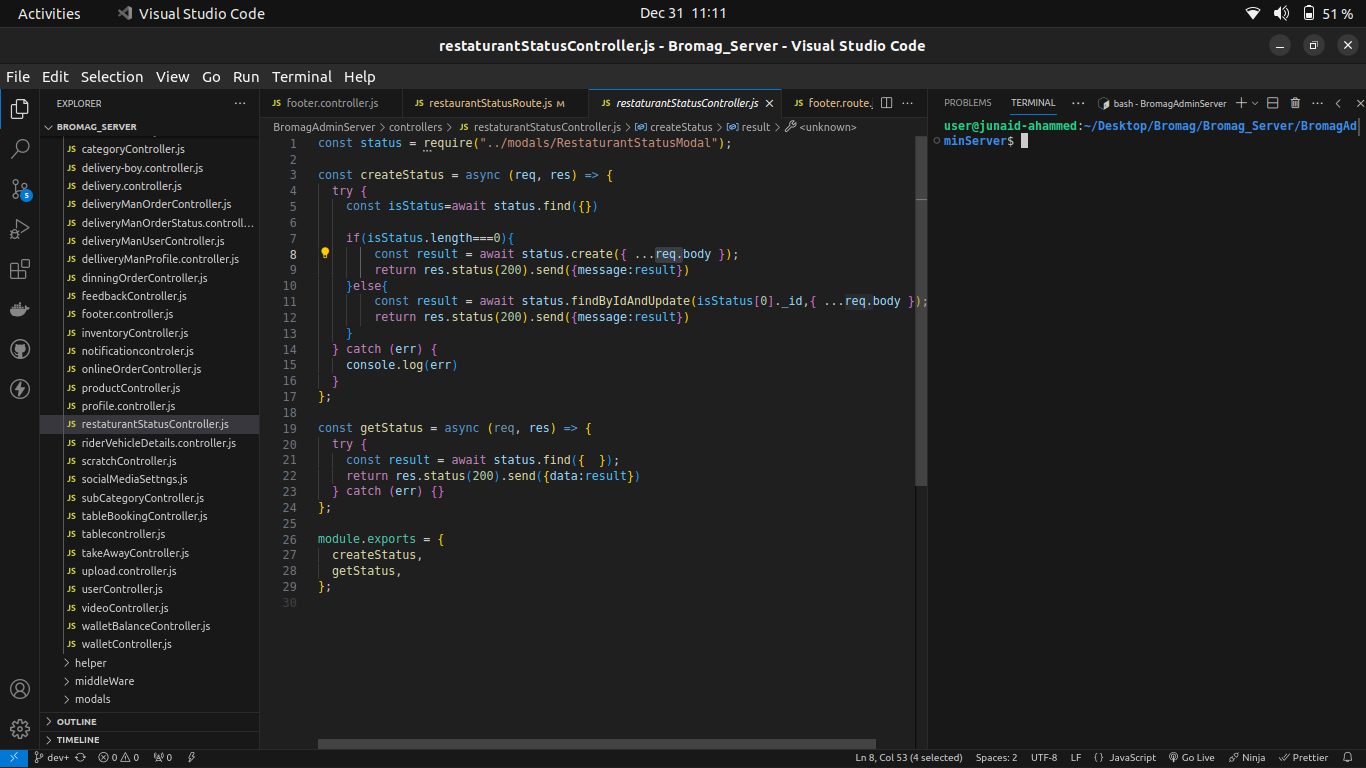 Activities
Visual Studio Code
Dec 31 11:11
51 %
restaturantStatusController.js - Bromag_Server - Visual Studio Code
File Edit Selection View Go Run Terminal Help
EXPLORER
BROMAG_SERVER
JS categoryController.js
JS delivery-boy.controller.js
JS delivery.controller.js
JS deliveryManOrderController.js
JS deliveryManOrderStatus.controll...
JS deliveryManUserController.js
JS delliveryManProfile.controller.js
JS dinningOrderController.js
JS feedbackController.js
JS footer.controller.js
JS inventoryController.js
JS notificationcontroler.js
JS onlineOrderController.js
JS productController.js
JS profile.controller.js
JS restaturantStatusController.js
JS riderVehicleDetails.controller.js
JS scratchController.js
JS socialMediaSettngs.js
JS subCategoryController.js
JS tableBookingController.js
JS tablecontroller.js
JS takeAwayController.js
JS upload.controller.js
JS userController.js
JS videoController.js
JS walletBalanceController.js
JS walletController.js
helper
middleWare
modals
OUTLINE
TIMELINE
5
JS footer.controller.js
JS restaurantStatusRoute.js M
JS restaturantStatusController.js
JS footer.route.j
BromagAdminServer > controllers > JS restaturantStatusController.js > createStatus > result > <unknown>
1 const status = require("../modals/RestaturantStatusModal");
2
3 const createStatus = async (req, res) => {
4 try {
5 const isStatus=await status.find({})
6
7 if(isStatus.length===0){
8 const result = await status.create({ ...req.body });
9 return res.status(200).send({message:result})
10 }else{
11 const result = await status.findByIdAndUpdate(isStatus[0]._id,{ ...req.body });
12 return res.status(200).send({message:result})
13 }
14 } catch (err) {
15 console.log(err)
16 }
17 };
18
19 const getStatus = async (req, res) => {
20 try {
21 const result = await status.find({  });
22 return res.status(200).send({data:result})
23 } catch (err) {}
24 };
25
26 module.exports = {
27 createStatus,
28 getStatus,
29 };
30
PROBLEMS TERMINAL
bash - BromagAdminServer
user@junaid-ahammed:~/Desktop/Bromag/Bromag_Server/BromagAd
minServer$
dev+ 0 0 0
Ln 8, Col 53 (4 selected) Spaces: 2 UTF-8 LF {} JavaScript Go Live Ninja Prettier